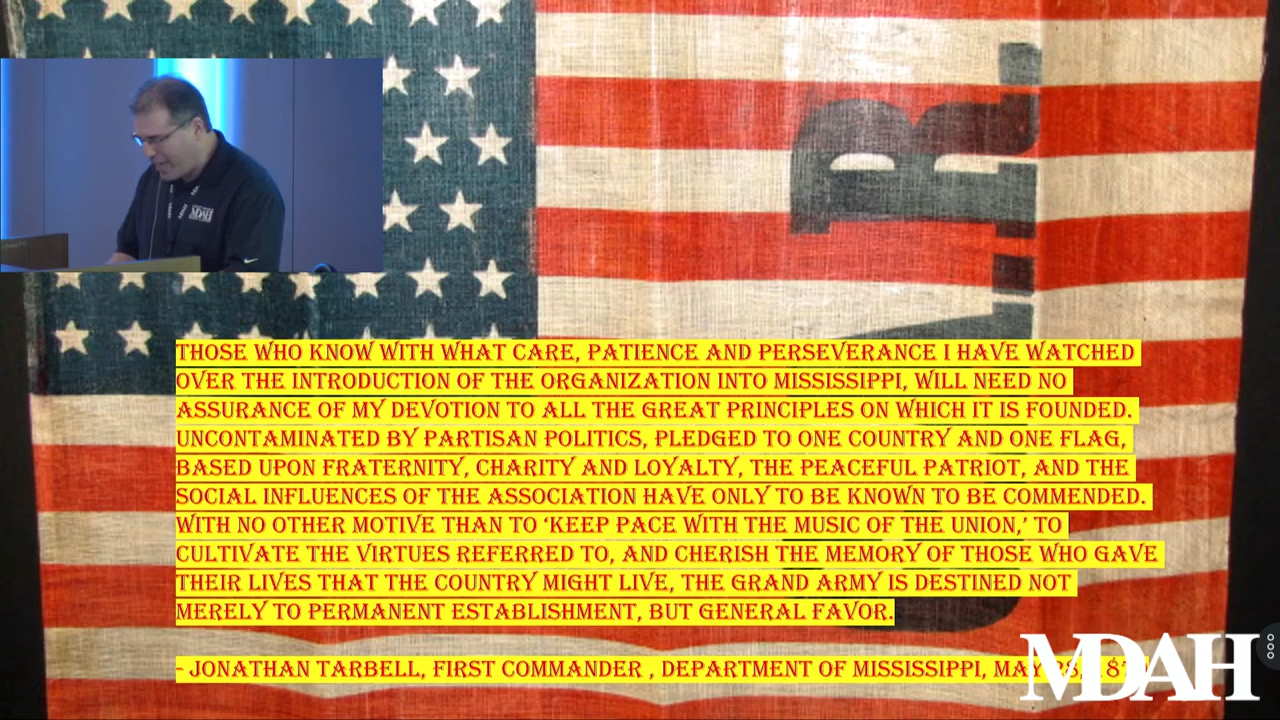 MDAH
G.A.R.
THOSE WHO KNOW WITH WHAT CARE, PATIENCE AND PERSEVERANCE I HAVE WATCHED
OVER THE INTRODUCTION OF THE ORGANIZATION INTO MISSISSIPPI, WILL NEED NO
ASSURANCE OF MY DEVOTION TO ALL THE GREAT PRINCIPLES ON WHICH IT IS FOUNDED.
UNCONTAMINATED BY PARTISAN POLITICS, PLEDGED TO ONE COUNTRY AND ONE FLAG,
BASED UPON FRATERNITY, CHARITY AND LOYALTY, THE PEACEFUL PATRIOT, AND THE
SOCIAL INFLUENCES OF THE ASSOCIATION HAVE ONLY TO BE KNOWN TO BE COMMENDED.
WITH NO OTHER MOTIVE THAN TO ‘KEEP PACE WITH THE MUSIC OF THE UNION,’ TO
CULTIVATE THE VIRTUES REFERRED TO, AND CHERISH THE MEMORY OF THOSE WHO GAVE
THEIR LIVES THAT THE COUNTRY MIGHT LIVE, THE GRAND ARMY IS DESTINED NOT
MERELY TO PERMANENT ESTABLISHMENT, BUT GENERAL FAVOR.
~ JONATHAN TARBELL, FIRST COMMANDER , DEPARTMENT OF MISSISSIPPI, MAY
MDAH